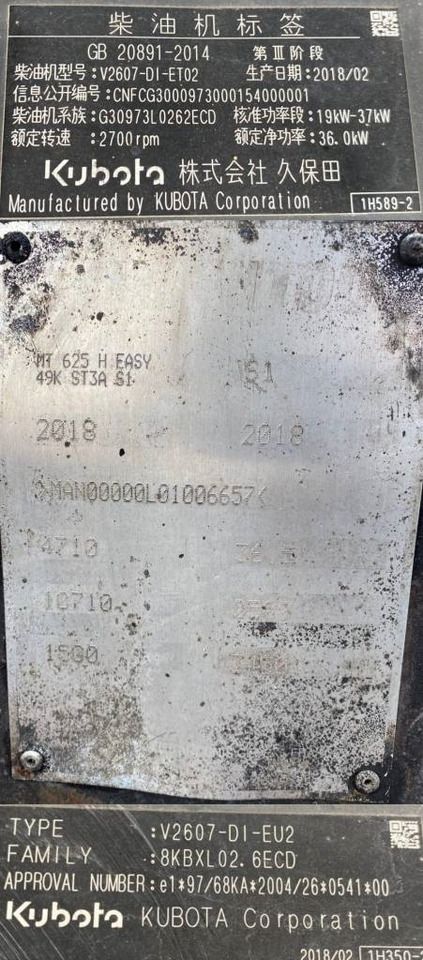 柴油机标签
GB 20891-2014 第Ⅲ阶段
柴油机型号:V2607-DI-ET02 生产日期:2018/02
信息公开编号:CNFCG3000973000154000001
柴油机系族:G30973L0262ECD 核准功率段:19kW-37kW
额定转速:2700rpm 额定净功率:36.0kW
Kubota 株式会社 久保田
Manufactured by KUBOTA Corporation 1H589-2
MT 625 H EASY
49K ST3A S1 S1
2018 2018
MAN00000L01006657
4710
10710
1500
TYPE :V2607-DI-EU2
FAMILY :8KBXL02.6ECD
APPROVAL NUMBER:e1*97/68KA*2004/26*0541*00
Kubota KUBOTA Corporation
2018/02 1H350-2